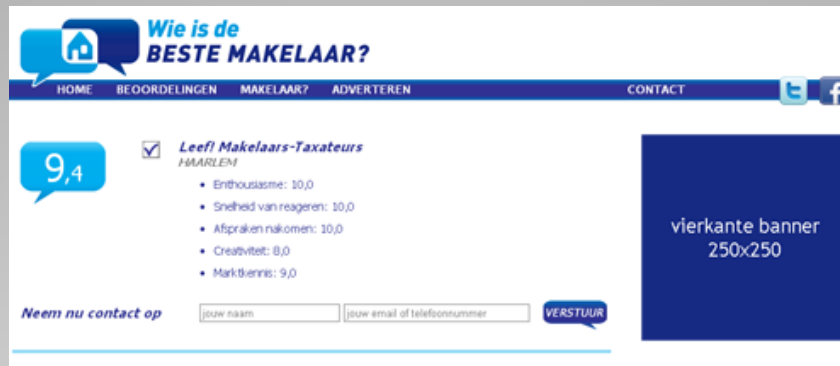 Wie is de
BESTE MAKELAAR?
HOME BEOORDELINGEN MAKELAAR? ADVERTEREN CONTACT
9,4
Leef! Makelaars-Taxateurs
HAARLEM
• Enthousiasme: 10,0
• Snelheid van reageren: 10,0
• Afspraken nakomen: 10,0
• Creativiteit: 8,0
• Marktkennis: 9,0
Neem nu contact op
jouw naam
jouw email of telefoonnummer
VERSTUUR
vierkante banner
250x250